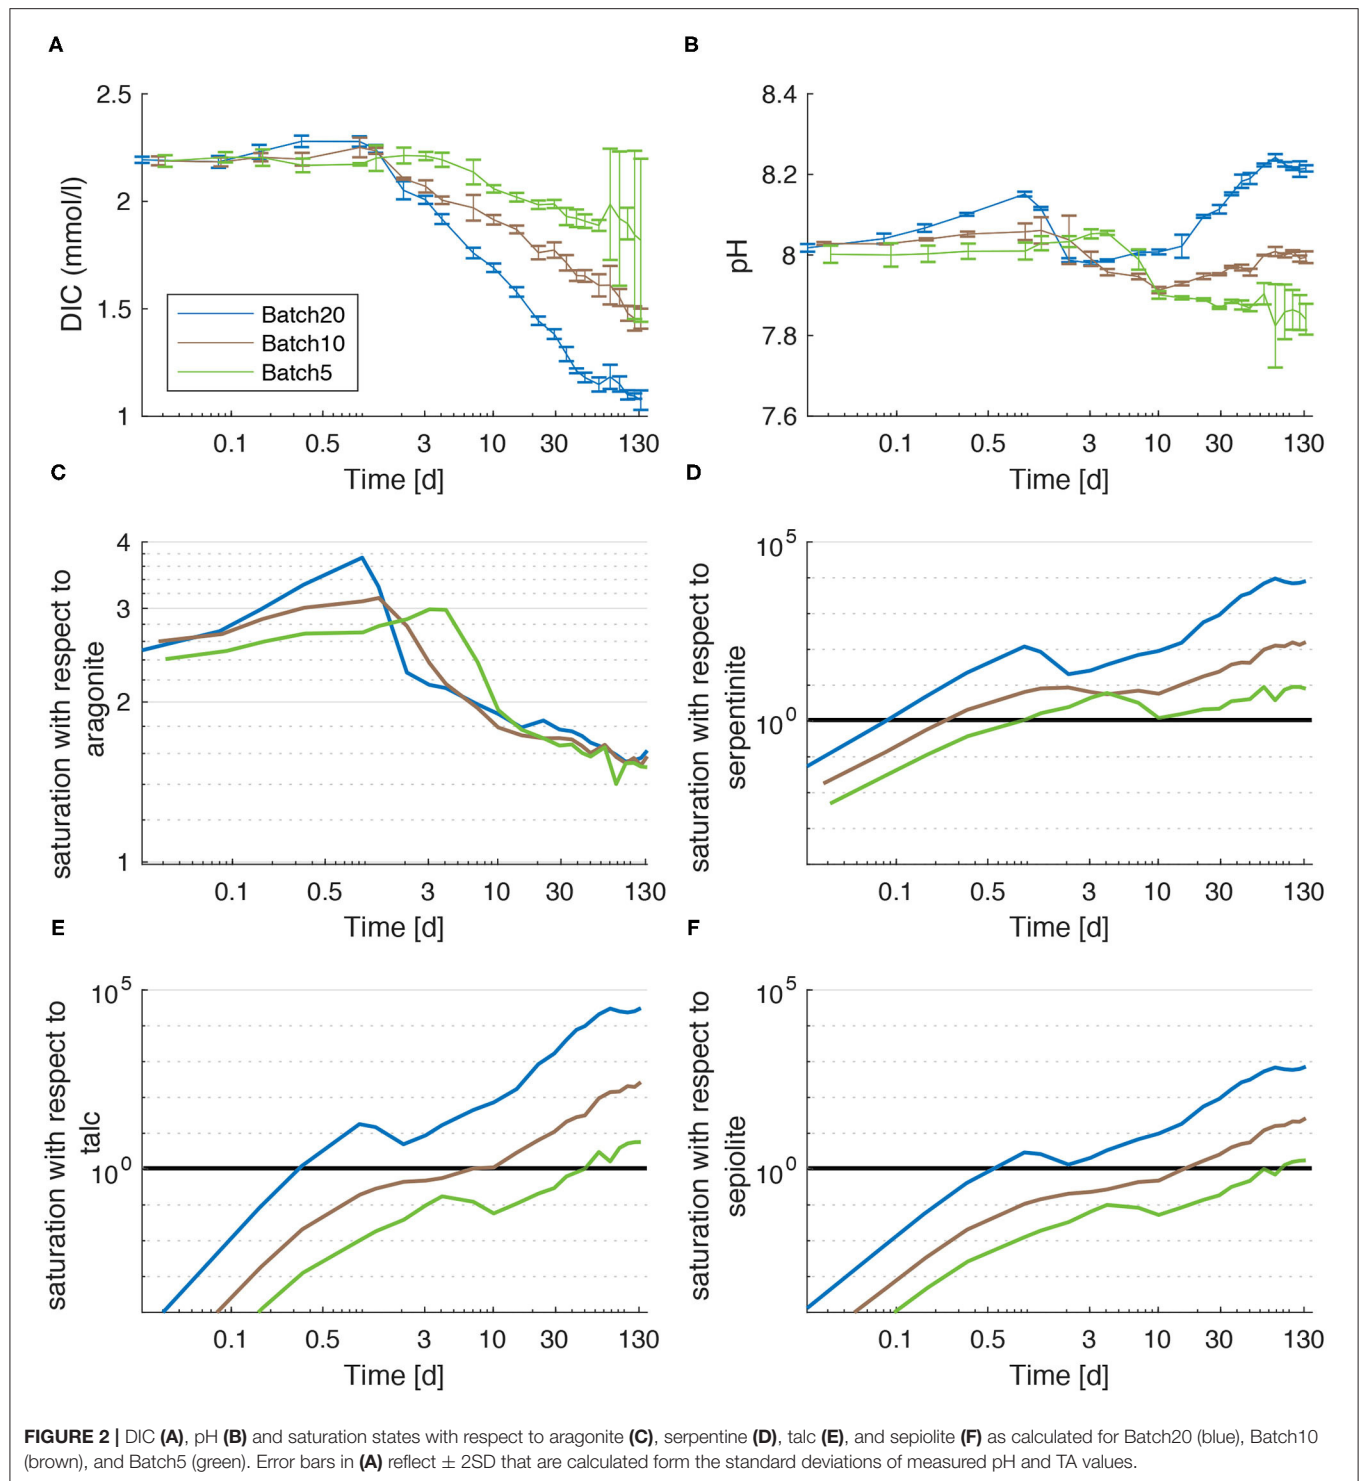 A
B
2.5
2
1.5
1
DIC (mmol/l)
Batch20
Batch10
Batch5
0.1 0.5 3 10 30 130
Time [d]
8.4
8.2
8
7.8
7.6
pH
0.1 0.5 3 10 30 130
Time [d]
C
D
4
3
2
1
saturation with respect to
aragonite
0.1 0.5 3 10 30 130
Time [d]
10^5
10^0
saturation with respect to
serpentinite
0.1 0.5 3 10 30 130
Time [d]
E
F
10^5
10^0
saturation with respect to
talc
0.1 0.5 3 10 30 130
Time [d]
10^5
10^0
saturation with respect to
sepiolite
0.1 0.5 3 10 30 130
Time [d]
FIGURE 2 | DIC (A), pH (B) and saturation states with respect to aragonite (C), serpentine (D), talc (E), and sepiolite (F) as calculated for Batch20 (blue), Batch10
(brown), and Batch5 (green). Error bars in (A) reflect ± 2SD that are calculated form the standard deviations of measured pH and TA values.